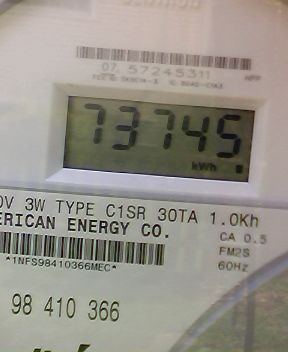 07 57245311
73745
kWh
0V 3W TYPE C1SR 30TA 1.0Kh
ERICAN ENERGY CO.
CA 0.5
FM2S
60Hz
*1NFS98410366MEC*
98 410 366